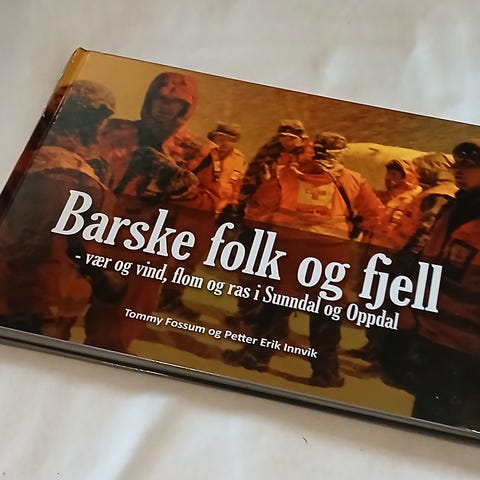 Barske folk og fjell
- vær og vind, flom og ras i Sunndal og Oppdal
Tommy Fossum og Petter Erik Innvik